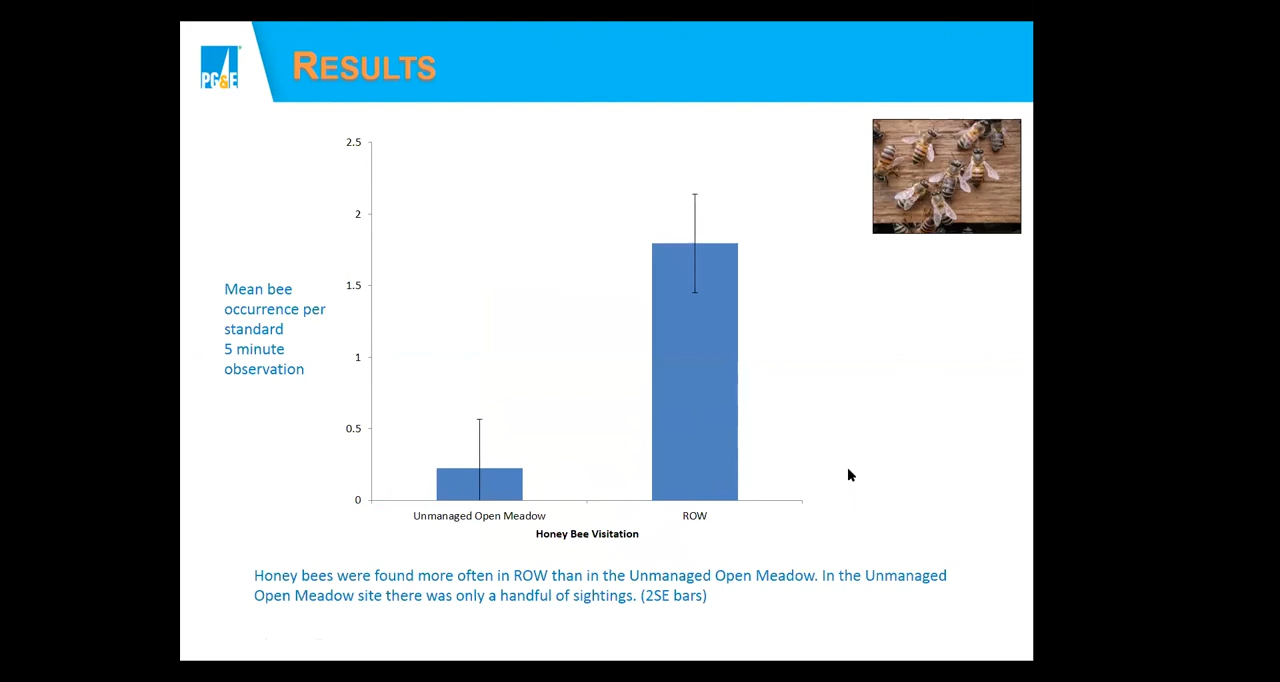 PG&E
RESULTS
2.5
2
1.5
1
0.5
0
Mean bee
occurrence per
standard
5 minute
observation
Unmanaged Open Meadow
ROW
Honey Bee Visitation
Honey bees were found more often in ROW than in the Unmanaged Open Meadow. In the Unmanaged
Open Meadow site there was only a handful of sightings. (2SE bars)